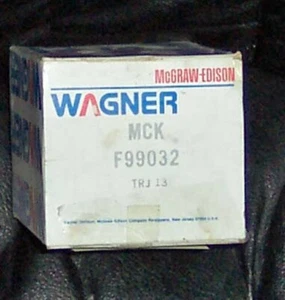 McGRAW-EDISON
WAGNER
MCK
F99032
TRJ 13